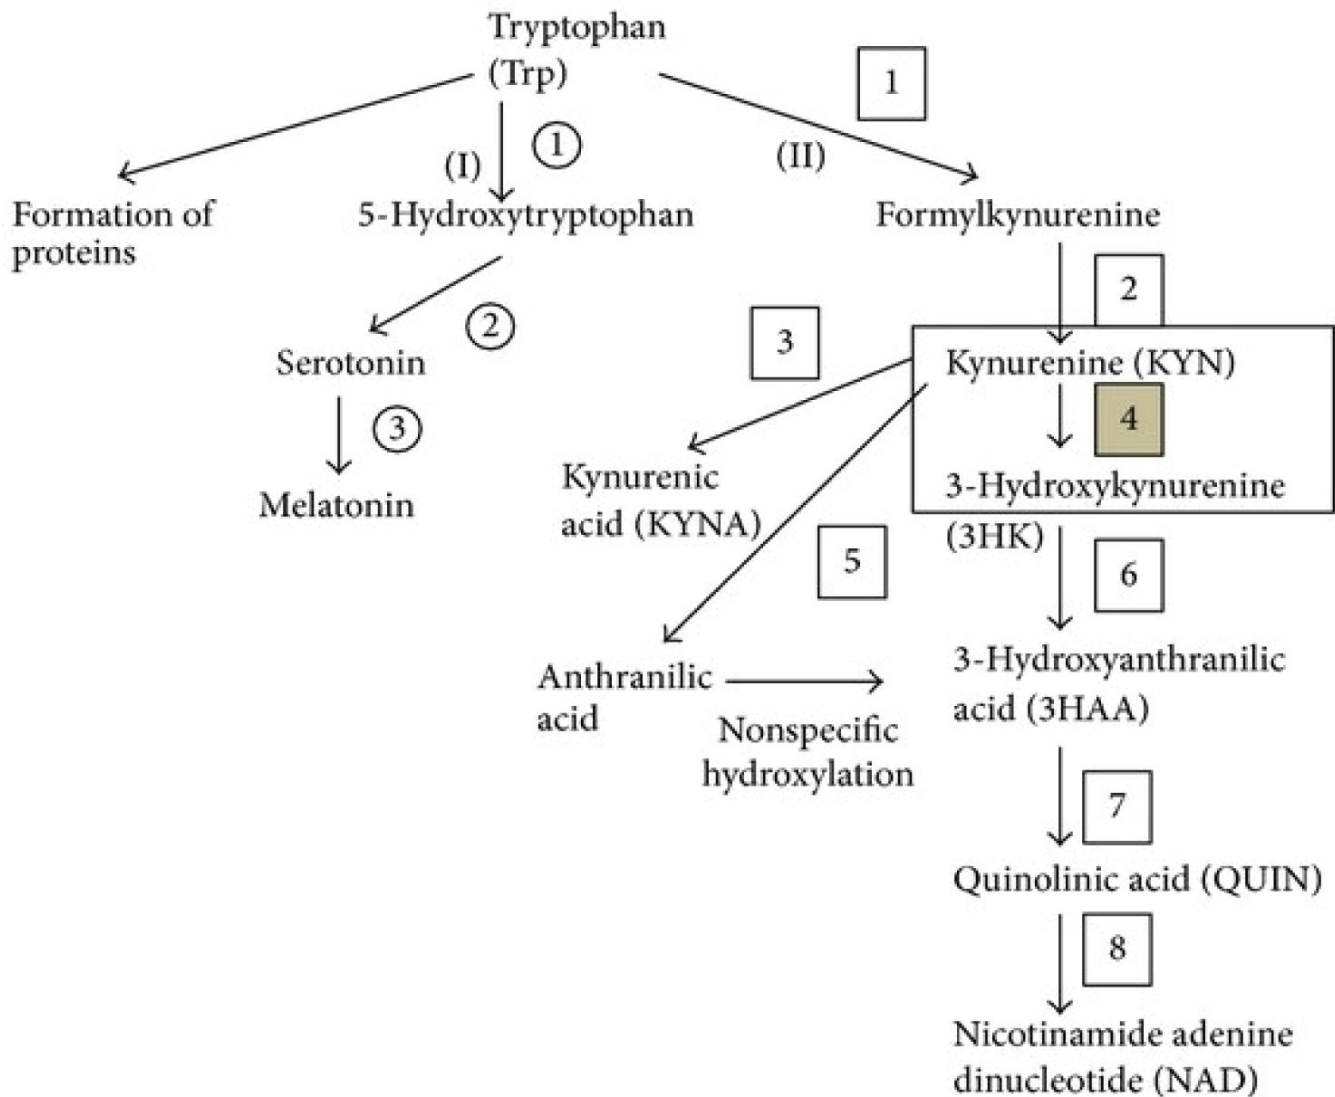 Tryptophan
(Trp)
1
(I)
1
(II)
Formation of
proteins
5-Hydroxytryptophan
Formylkynurenine
2
2
3
Serotonin
Kynurenine (KYN)
3
4
Melatonin
Kynurenic
acid (KYNA)
3-Hydroxykynurenine
(3HK)
5
6
Anthranilic
acid
Nonspecific
hydroxylation
3-Hydroxyanthranilic
acid (3HAA)
7
Quinolinic acid (QUIN)
8
Nicotinamide adenine
dinucleotide (NAD)